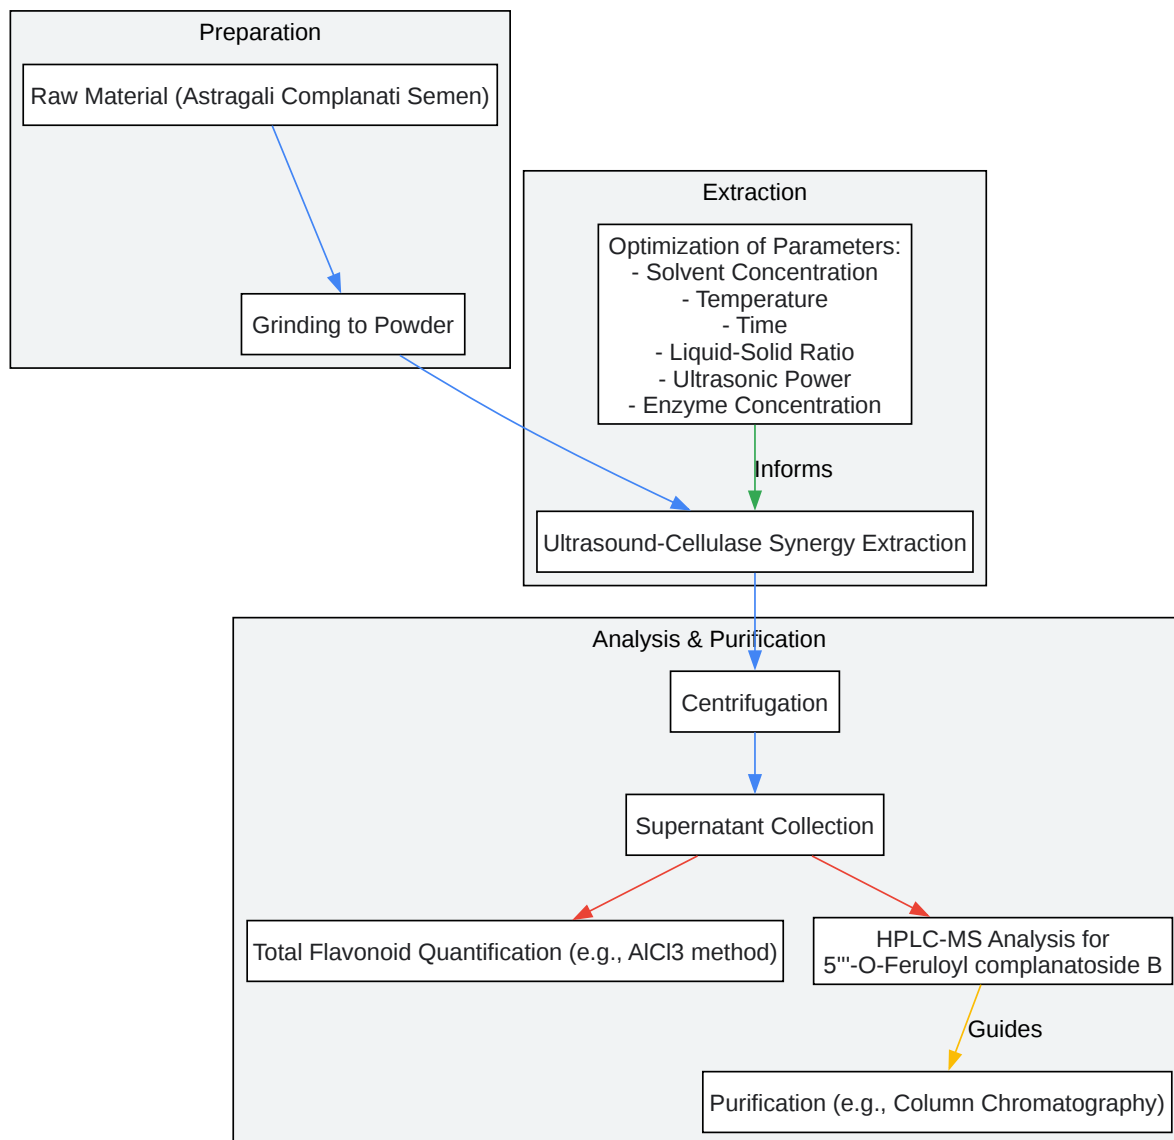 Preparation
Raw Material (Astragali Complanati Semen)
Grinding to Powder
Extraction
Optimization of Parameters:
- Solvent Concentration
- Temperature
- Time
- Liquid-Solid Ratio
- Ultrasonic Power
- Enzyme Concentration
Informs
Ultrasound-Cellulase Synergy Extraction
Analysis & Purification
Centrifugation
Supernatant Collection
Total Flavonoid Quantification (e.g., AlCl3 method)
HPLC-MS Analysis for
5'''-O-Feruloyl complanatoside B
Guides
Purification (e.g., Column Chromatography)